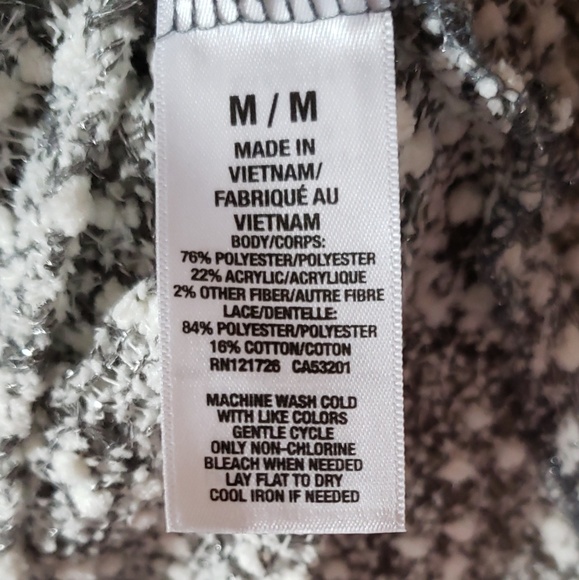 M / M
MADE IN
VIETNAM/
FABRIQUÉ AU
VIETNAM
BODY/CORPS:
76% POLYESTER/POLYESTER
22% ACRYLIC/ACRYLIQUE
2% OTHER FIBER/AUTRE FIBRE
LACE/DENTELLE:
84% POLYESTER/POLYESTER
16% COTTON/COTON
RN121726 CA53201
MACHINE WASH COLD
WITH LIKE COLORS
GENTLE CYCLE
ONLY NON-CHLORINE
BLEACH WHEN NEEDED
LAY FLAT TO DRY
COOL IRON IF NEEDED